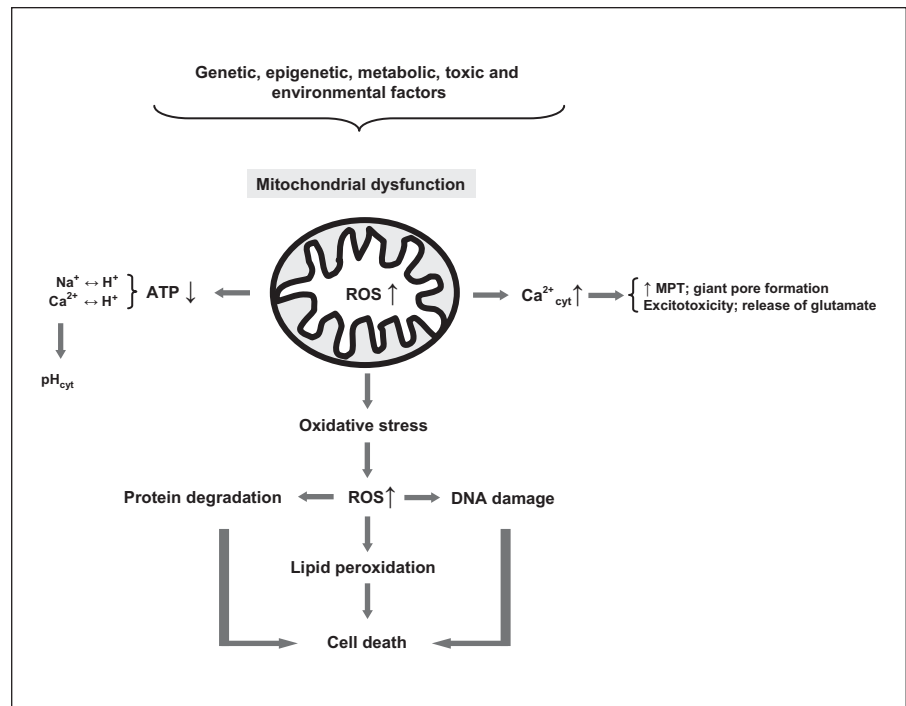 Genetic, epigenetic, metabolic, toxic and
environmental factors
Mitochondrial dysfunction
Na⁺ ↔ H⁺
Ca²⁺ ↔ H⁺
ATP ↓
ROS ↑
Ca²⁺cyt ↑
↑ MPT; giant pore formation
Excitotoxicity; release of glutamate
pHcyt
Oxidative stress
Protein degradation
ROS ↑
DNA damage
Lipid peroxidation
Cell death